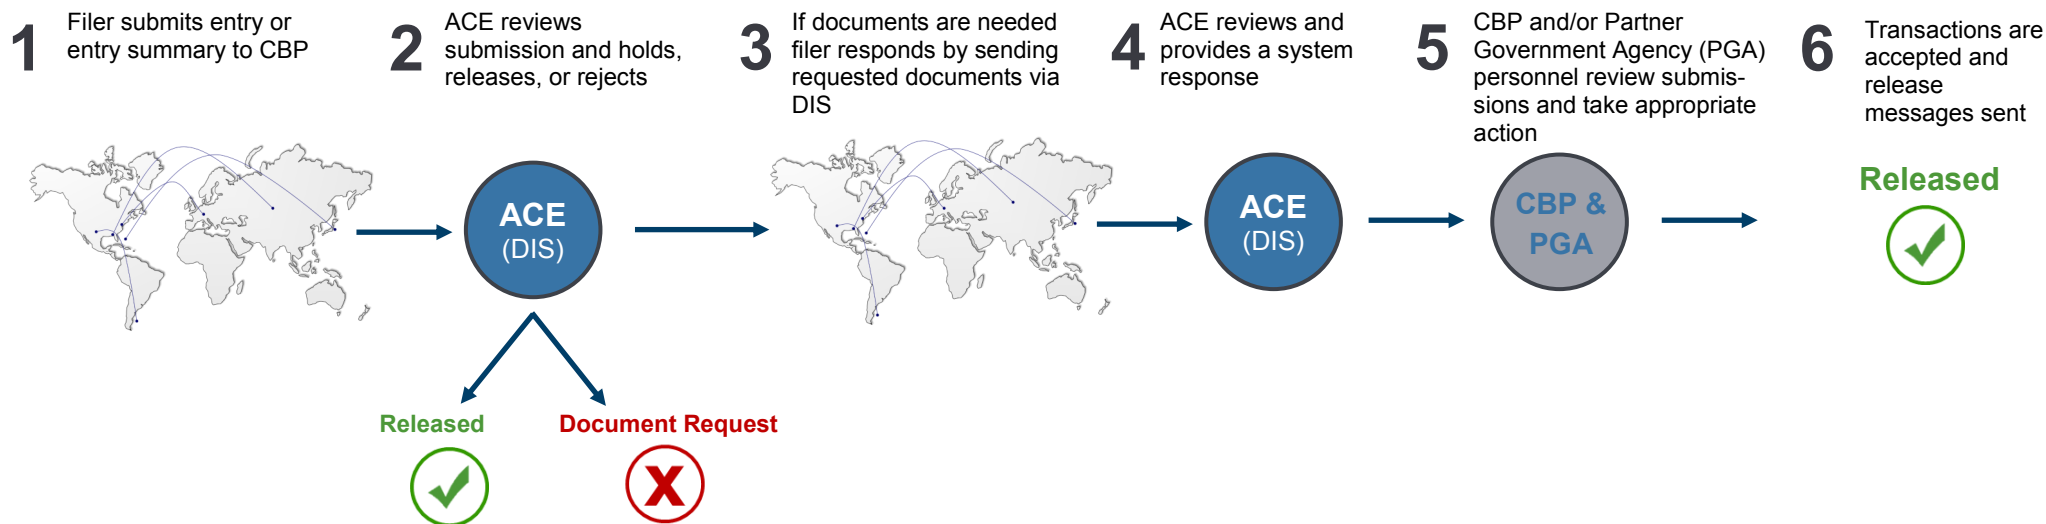 1
Filer submits entry or
entry summary to CBP
2
ACE reviews
submission and holds,
releases, or rejects
3
If documents are needed
filer responds by sending
requested documents via
DIS
4
ACE reviews and
provides a system
response
5
CBP and/or Partner
Government Agency (PGA)
personnel review submis-
sions and take appropriate
action
6
Transactions are
accepted and
release
messages sent
ACE
(DIS)
ACE
(DIS)
CBP &
PGA
Released
Released
Document Request
X